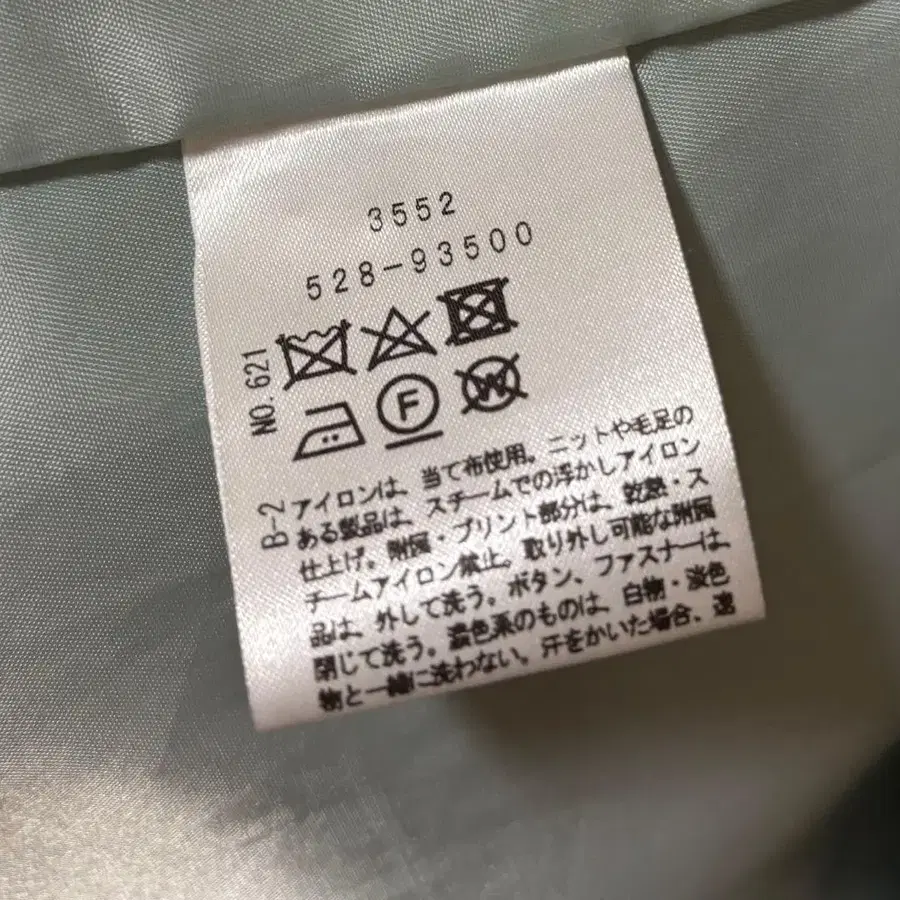 3552
528-93500
NO. 621
F
W
B-2
アイロンは、当て布使用。ニットや毛足の
ある製品は、スチームでの浮かしアイロン
仕上げ。附属・プリント部分は、乾熱・ス
チームアイロン禁止。取り外し可能な附属
品は、外して洗う。ボタン、ファスナーは、
閉じて洗う。濃色系のものは、白物・淡色
物と一緒に洗わない。汗をかいた場合、速